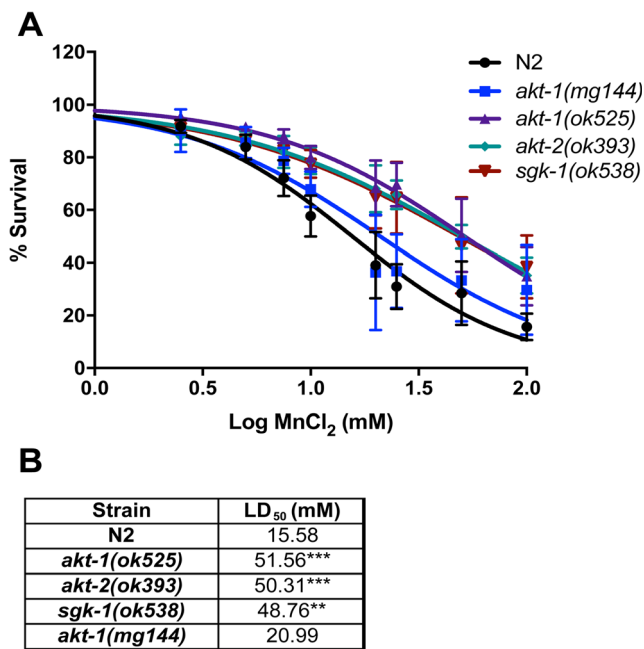 A
% Survival
120
100
80
60
40
20
0
0.0 0.5 1.0 1.5 2.0
Log MnCl₂ (mM)
N2
akt-1(mg144)
akt-1(ok525)
akt-2(ok393)
sgk-1(ok538)
B
Strain LD₅₀ (mM)
N2 15.58
akt-1(ok525) 51.56***
akt-2(ok393) 50.31***
sgk-1(ok538) 48.76**
akt-1(mg144) 20.99